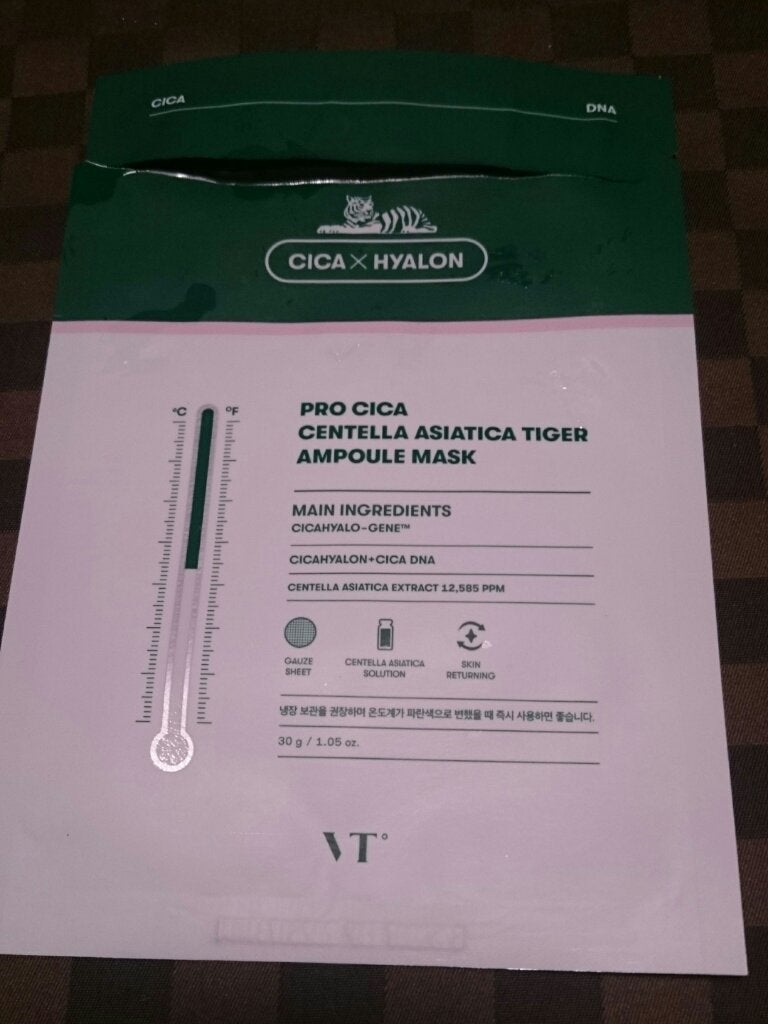 CICA
DNA
CICA × HYALON
°C
°F
PRO CICA
CENTELLA ASIATICA TIGER
AMPOULE MASK
MAIN INGREDIENTS
CICAHYALO-GENE™
CICAHYALON+CICA DNA
CENTELLA ASIATICA EXTRACT 12,585 PPM
GAUZE
SHEET
CENTELLA ASIATICA
SOLUTION
SKIN
RETURNING
냉장 보관을 권장하며 온도계가 파란색으로 변했을 때 즉시 사용하면 좋습니다.
30 g / 1.05 oz.
VT°